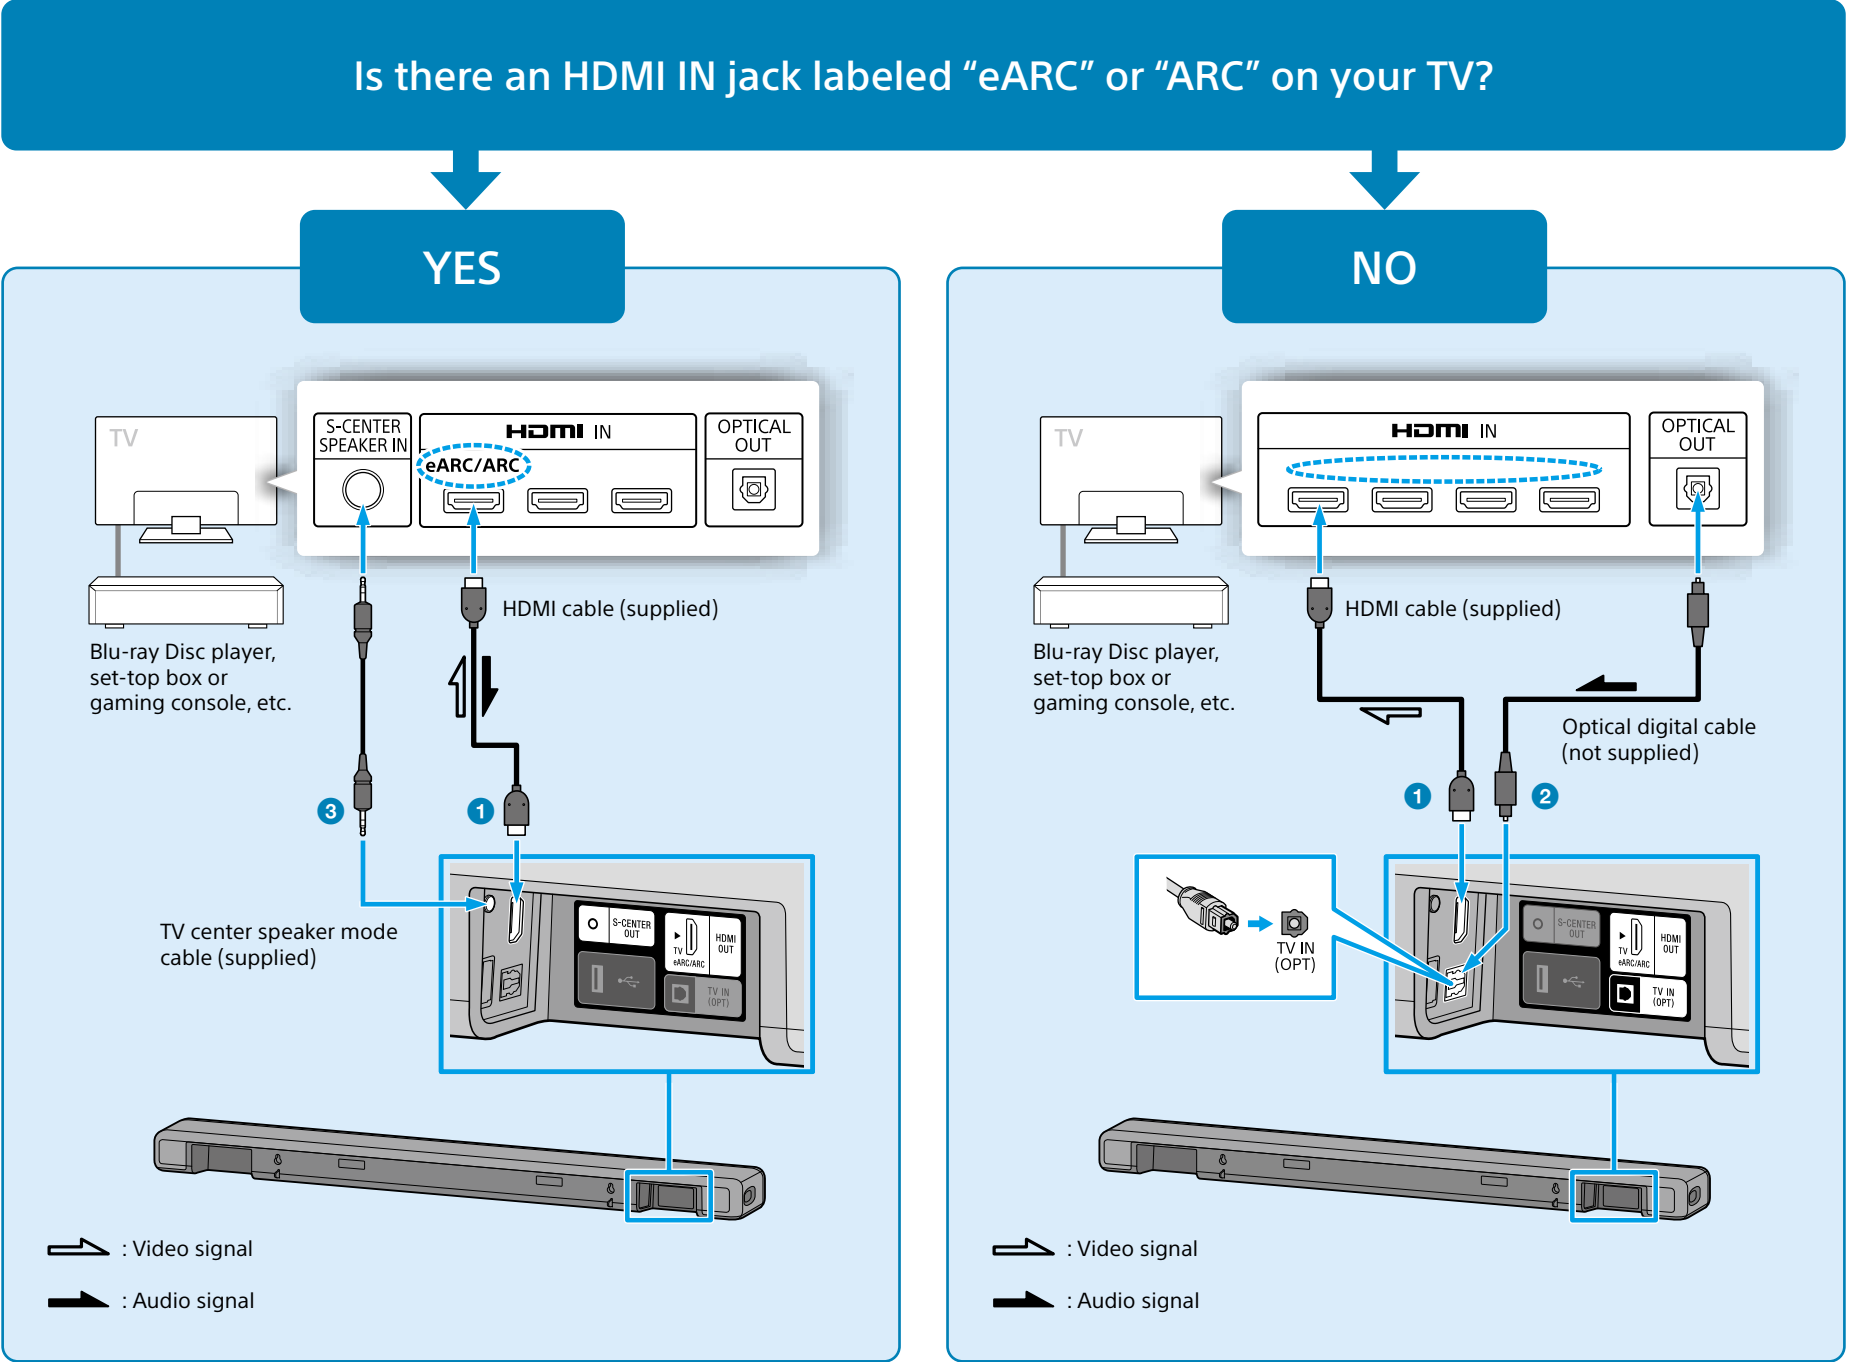 Is there an HDMI IN jack labeled “eARC” or “ARC” on your TV?
YES
TV
S-CENTER
SPEAKER IN
HDMI IN
eARC/ARC
OPTICAL
OUT
HDMI cable (supplied)
Blu-ray Disc player,
set-top box or
gaming console, etc.
3
1
TV center speaker mode
cable (supplied)
S-CENTER
OUT
TV
eARC/ARC
HDMI
OUT
TV IN
(OPT)
: Video signal
: Audio signal
NO
TV
HDMI IN
OPTICAL
OUT
HDMI cable (supplied)
Blu-ray Disc player,
set-top box or
gaming console, etc.
Optical digital cable
(not supplied)
1
2
TV IN
(OPT)
S-CENTER
OUT
TV
eARC/ARC
HDMI
OUT
TV IN
(OPT)
: Video signal
: Audio signal